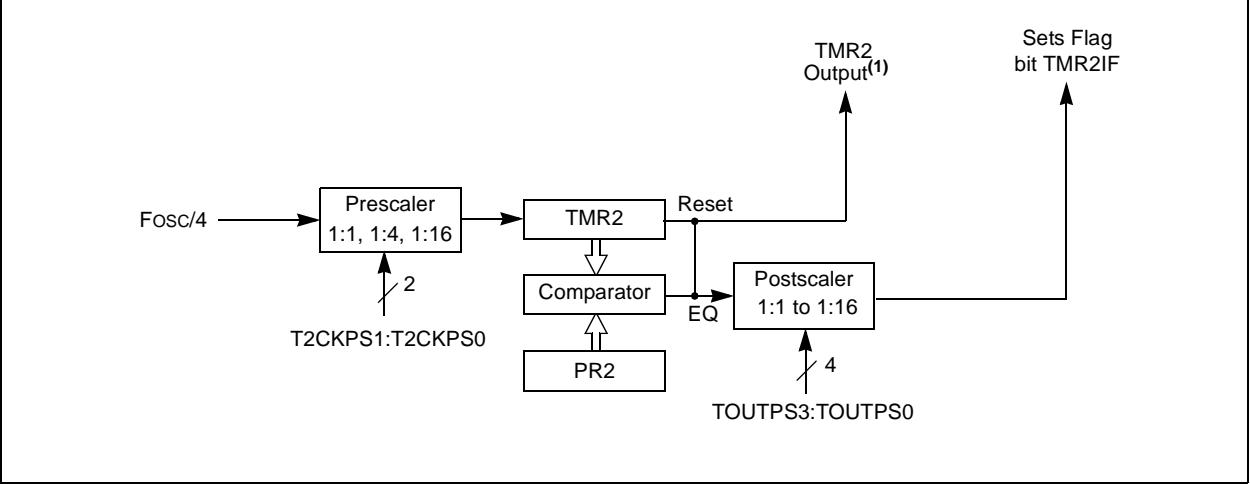 TMR2
Output(1)
Sets Flag
bit TMR2IF
FOSC/4
Prescaler
1:1, 1:4, 1:16
2
T2CKPS1:T2CKPS0
TMR2
Reset
Comparator
EQ
PR2
Postscaler
1:1 to 1:16
4
TOUTPS3:TOUTPS0